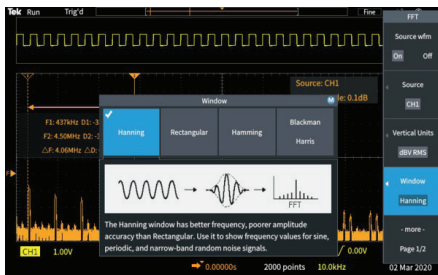 Tek Run Trig'd Fine FFT
Source wfm
On Off
Source: CH1
Source
CH1
Window M
le: 0.1dB
F1: 437kHz D1: -3
F2: 4.50MHz D2: -
△F: 4.06MHz △D:
Hanning
Rectangular
Hamming
Blackman
Harris
Vertical Units
dBV RMS
FFT
Window
Hanning
The Hanning window has better frequency, poorer amplitude
accuracy than Rectangular. Use it to show frequency values for sine,
periodic, and narrow-band random noise signals.
- more -
Page 1/2
CH1 1.00V
0.00V
0.00000s 2000 points 10.0kHz
02 Mar 2020